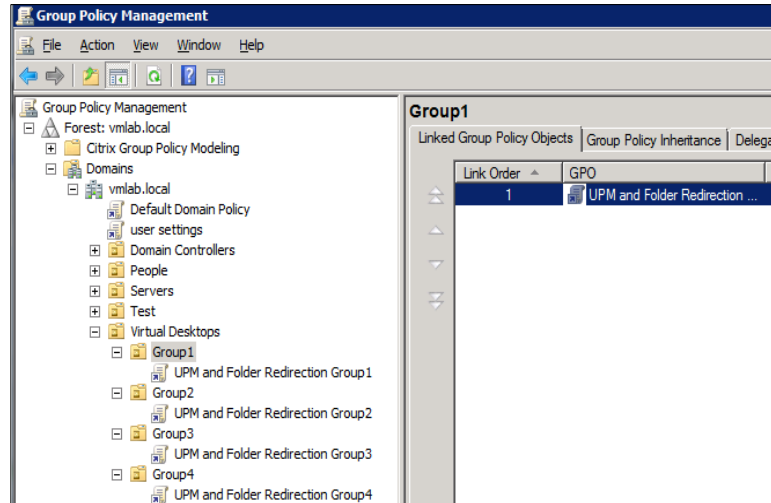 Group Policy Management
File Action View Window Help
Group Policy Management
Forest: vmlab.local
Citrix Group Policy Modeling
Domains
vmlab.local
Default Domain Policy
user settings
Domain Controllers
People
Servers
Test
Virtual Desktops
Group1
UPM and Folder Redirection Group1
Group2
UPM and Folder Redirection Group2
Group3
UPM and Folder Redirection Group3
Group4
UPM and Folder Redirection Group4
Group1
Linked Group Policy Objects Group Policy Inheritance Delega
Link Order GPO
1 UPM and Folder Redirection ...